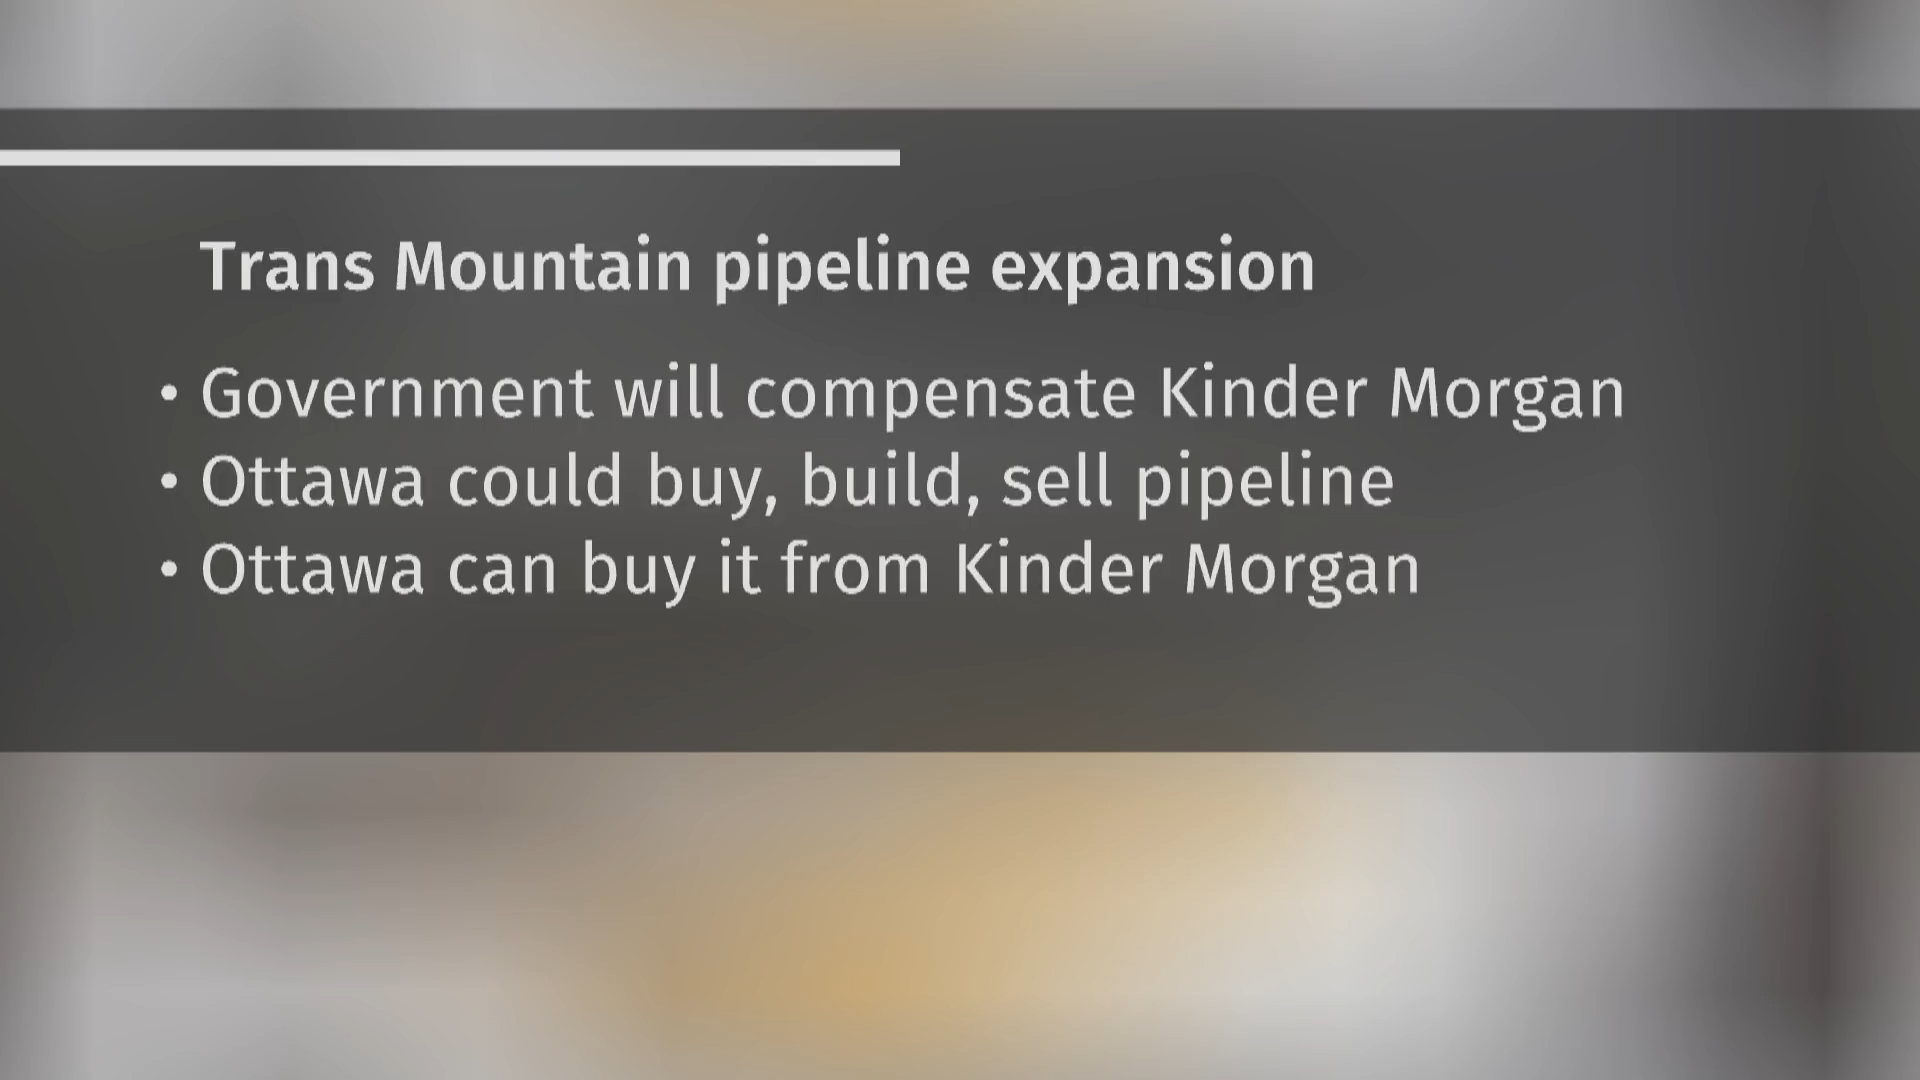 Trans Mountain pipeline expansion
• Government will compensate Kinder Morgan
• Ottawa could buy, build, sell pipeline
• Ottawa can buy it from Kinder Morgan